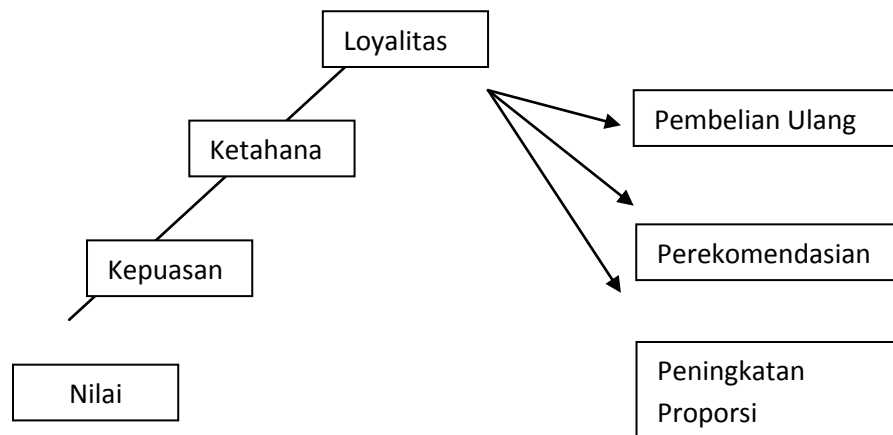 Loyalitas
Pembelian Ulang
Ketahana
Perekomendasian
Kepuasan
Peningkatan
Proporsi
Nilai